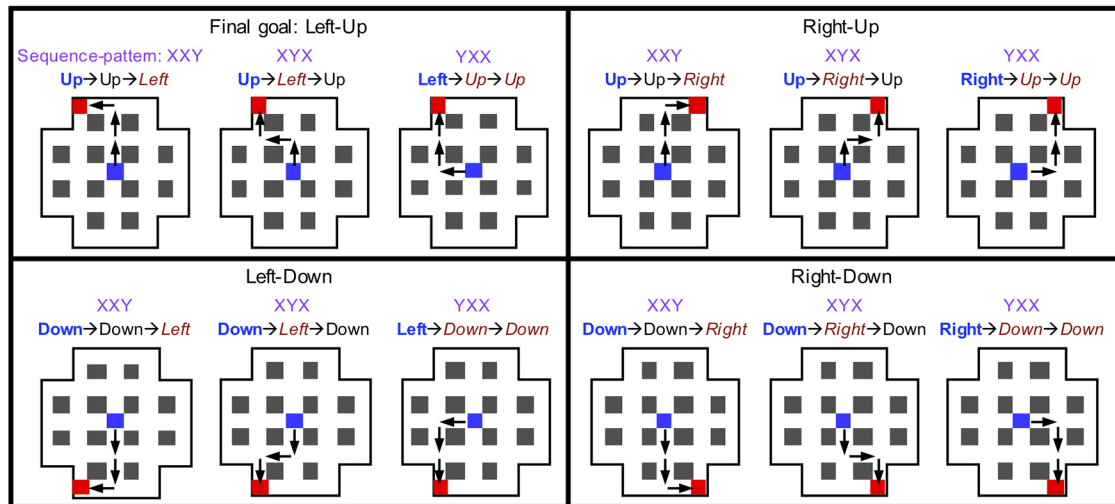 Final goal: Left-Up
Sequence-pattern: XXY XYX YXX
Up→Up→Left Up→Left→Up Left→Up→Up
Right-Up
XXY XYX YXX
Up→Up→Right Up→Right→Up Right→Up→Up
Left-Down
XXY XYX YXX
Down→Down→Left Down→Left→Down Left→Down→Down
Right-Down
XXY XYX YXX
Down→Down→Right Down→Right→Down Right→Down→Down